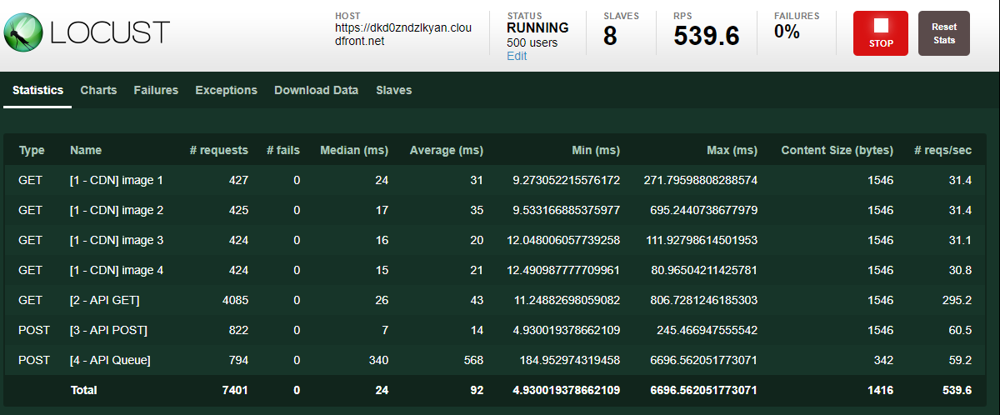 LOCUST
HOST
https://dkd0zndzlkyan.clou
dfront.net
STATUS
RUNNING
500 users
Edit
SLAVES
8
RPS
539.6
FAILURES
0%
STOP
Reset
Stats
Statistics Charts Failures Exceptions Download Data Slaves
Type Name # requests # fails Median (ms) Average (ms) Min (ms) Max (ms) Content Size (bytes) # reqs/sec
GET [1 - CDN] image 1 427 0 24 31 9.273052215576172 271.79598808288574 1546 31.4
GET [1 - CDN] image 2 425 0 17 35 9.533166885375977 695.2440738677979 1546 31.4
GET [1 - CDN] image 3 424 0 16 20 12.048006057739258 111.92798614501953 1546 31.1
GET [1 - CDN] image 4 424 0 15 21 12.490987777709961 80.96504211425781 1546 30.8
GET [2 - API GET] 4085 0 26 43 11.24882698059082 806.7281246185303 1546 295.2
POST [3 - API POST] 822 0 7 14 4.930019378662109 245.466947555542 1546 60.5
POST [4 - API Queue] 794 0 340 568 184.952974319458 6696.562051773071 342 59.2
Total 7401 0 24 92 4.930019378662109 6696.562051773071 1416 539.6